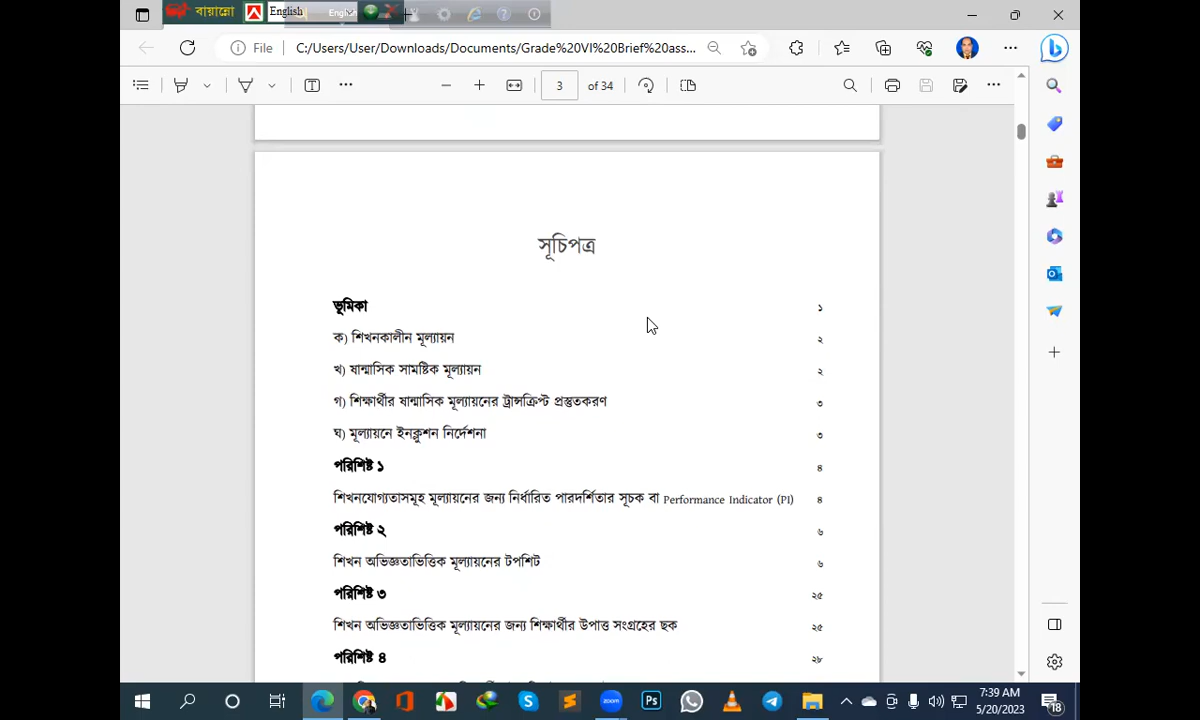 বায়ান্নো
English
English
File
C:/Users/User/Downloads/Documents/Grade%20VI%20Brief%20ass...
3 of 34
সূচিপত্র
ভূমিকা ১
ক) শিখনকালীন মূল্যায়ন ২
খ) ষান্মাসিক সামষ্টিক মূল্যায়ন ২
গ) শিক্ষার্থীর ষান্মাসিক মূল্যায়নের ট্রান্সক্রিপ্ট প্রস্তুতকরণ ৩
ঘ) মূল্যায়নে ইনক্লুশন নির্দেশনা ৩
পরিশিষ্ট ১ ৪
শিখনযোগ্যতাসমূহ মূল্যায়নের জন্য নির্ধারিত পারদর্শিতার সূচক বা Performance Indicator (PI) ৪
পরিশিষ্ট ২ ৬
শিখন অভিজ্ঞতাভিত্তিক মূল্যায়নের টপশিট ৬
পরিশিষ্ট ৩ ২৫
শিখন অভিজ্ঞতাভিত্তিক মূল্যায়নের জন্য শিক্ষার্থীর উপাত্ত সংগ্রহের ছক ২৫
পরিশিষ্ট ৪ ২৮
zoom
Ps
7:39 AM
5/20/2023
18